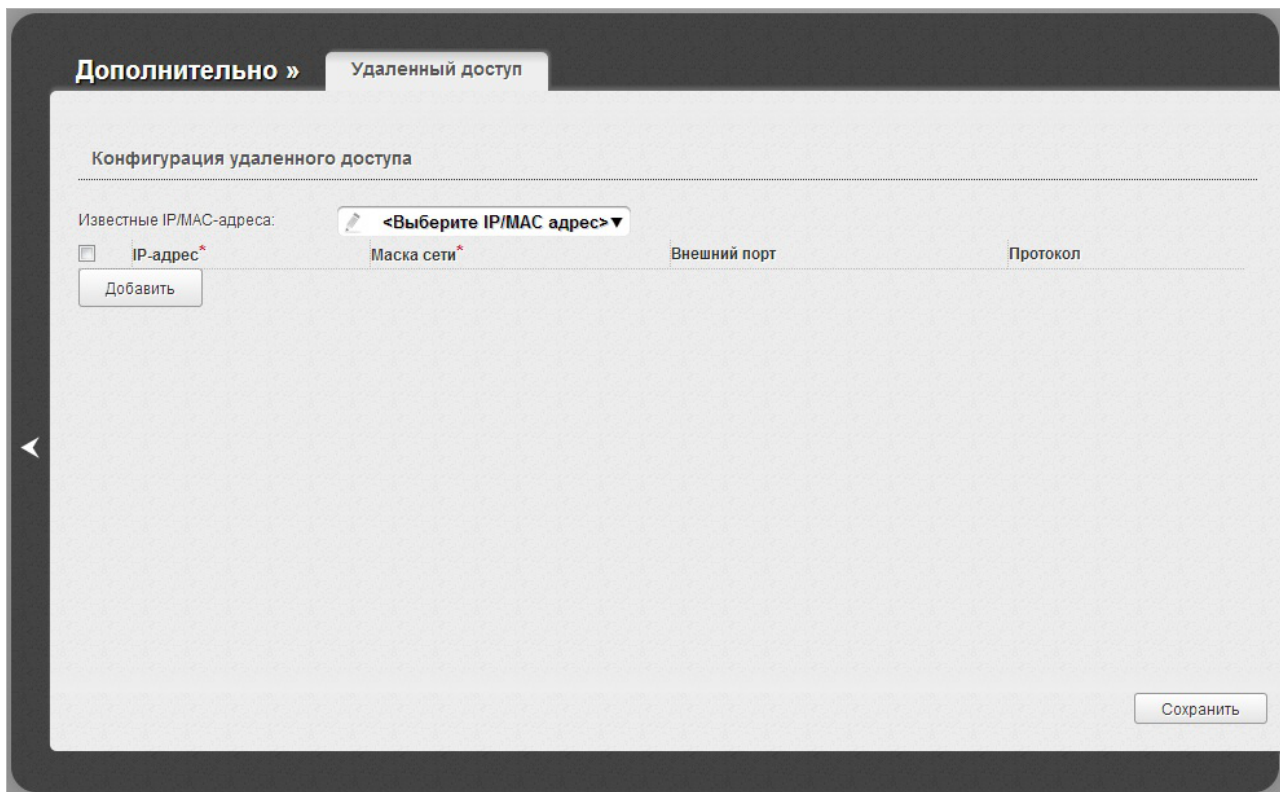 Дополнительно » Удаленный доступ
Конфигурация удаленного доступа
Известные IP/MAC-адреса: <Выберите IP/MAC адрес>▼
IP-адрес* Маска сети* Внешний порт Протокол
Добавить
Сохранить